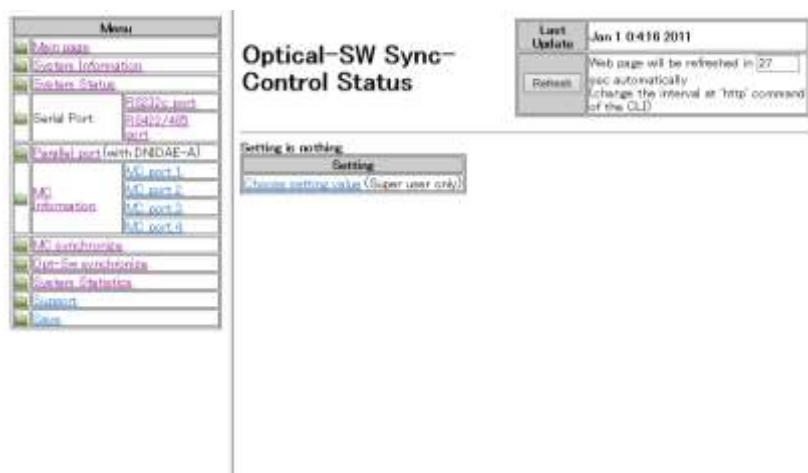 Menu
Main page
System Information
System Status
Serial Port
RS232c port
RS422/485
port
Parallel port (with DNIDAE-A)
MC
Information
MC port 1
MC port 2
MC port 3
MC port 4
MC synchronize
Opt-Sw synchronize
System Statistics
Support
Save
Optical-SW Sync-
Control Status
Last
Update
Jan 1 0:4:16 2011
Refresh
Web page will be refreshed in 27
sec automatically
(change the interval at 'http' command
of the CLI)
Setting is nothing
Setting
Choose setting value (Super user only)